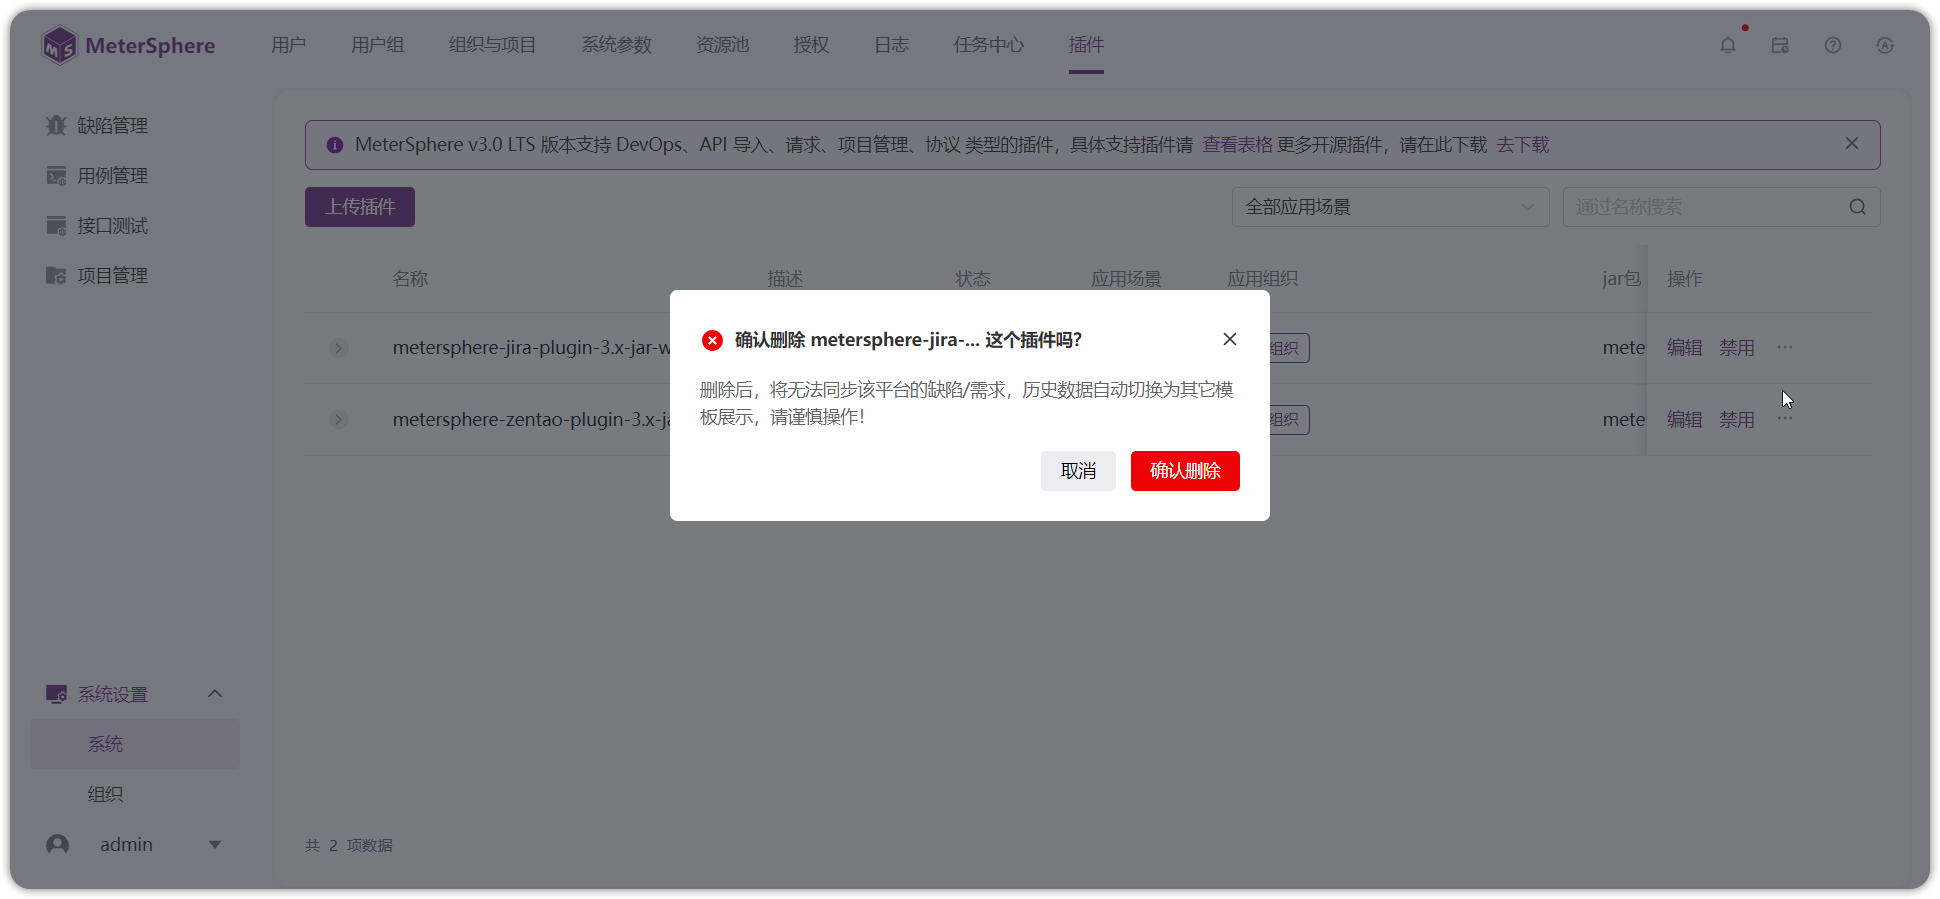 MeterSphere
用户 用户组 组织与项目 系统参数 资源池 授权 日志 任务中心 插件
缺陷管理
用例管理
接口测试
项目管理
MeterSphere v3.0 LTS 版本支持 DevOps、API 导入、请求、项目管理、协议 类型的插件，具体支持插件请 查看表格 更多开源插件，请在此下载 去下载
上传插件
全部应用场景
通过名称搜索
名称 描述 状态 应用场景 应用组织 jar包 操作
metersphere-jira-plugin-3.x-jar-w 组织 mete 编辑 禁用 ···
metersphere-zentao-plugin-3.x-ja 组织 mete 编辑 禁用 ···
确认删除 metersphere-jira-... 这个插件吗？
删除后，将无法同步该平台的缺陷/需求，历史数据自动切换为其它模
板展示，请谨慎操作！
取消 确认删除
系统设置
系统
组织
admin
共 2 项数据